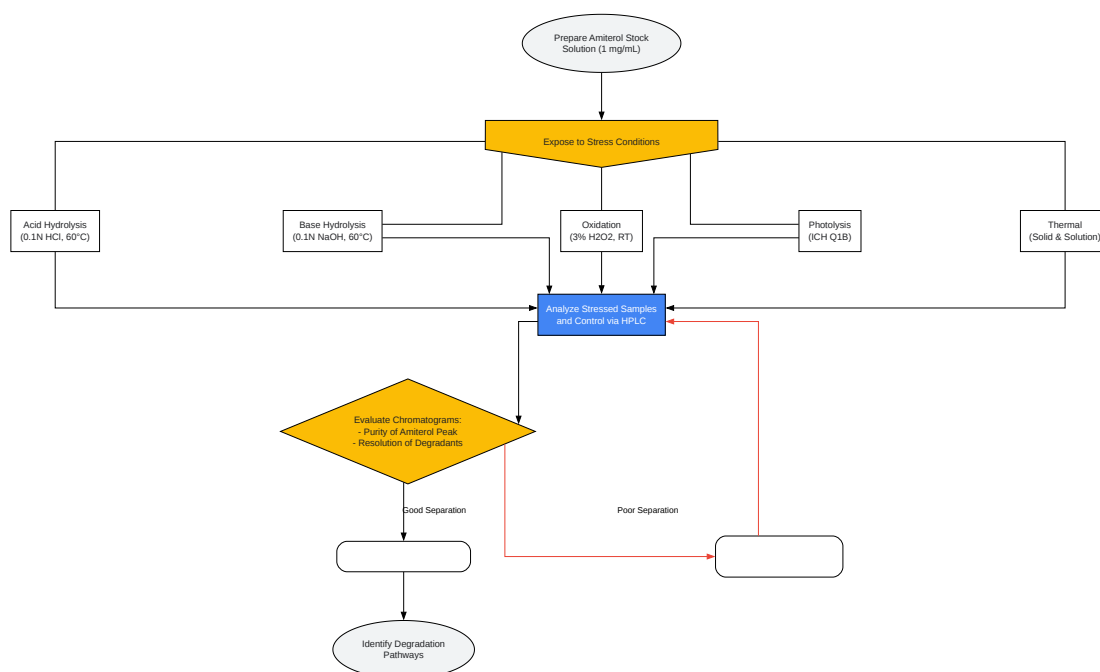 Prepare Amiterol Stock
Solution (1 mg/mL)
Expose to Stress Conditions
Acid Hydrolysis
(0.1N HCl, 60°C)
Base Hydrolysis
(0.1N NaOH, 60°C)
Oxidation
(3% H2O2, RT)
Photolysis
(ICH Q1B)
Thermal
(Solid & Solution)
Analyze Stressed Samples
and Control via HPLC
Evaluate Chromatograms:
- Purity of Amiterol Peak
- Resolution of Degradants
Good Separation
Poor Separation
Identify Degradation
Pathways